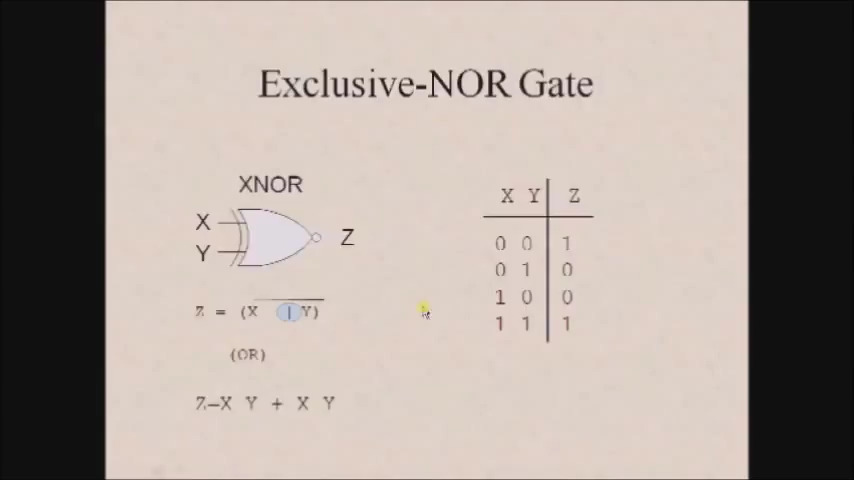 Exclusive-NOR Gate
XNOR
X
Y
Z
Z = (X | Y)
(OR)
Z–X Y + X Y
X Y Z
0 0 1
0 1 0
1 0 0
1 1 1